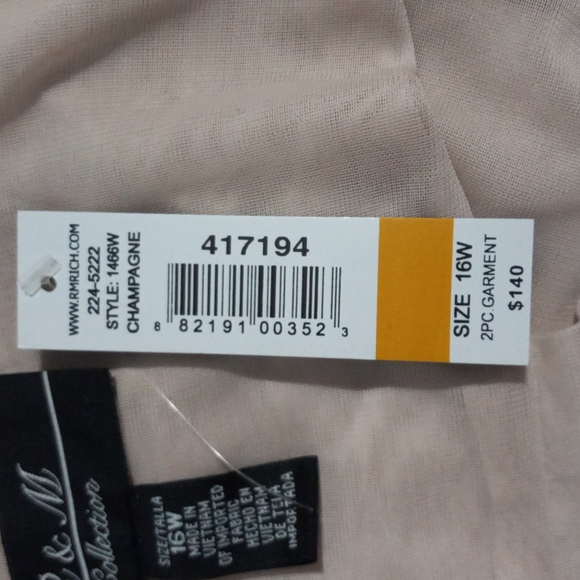 WWW.RMRICH.COM
224-5222
STYLE: 1466W
CHAMPAGNE
417194
8 82191 00352 3
SIZE 16W
2PC.GARMENT
$140
& M
Collection
SIZE/TALLA
16W
MADE IN
VIETNAM
OF IMPORTED
FABRIC
HECHO EN
VIETNAM
DE TELA
IMPORTADA